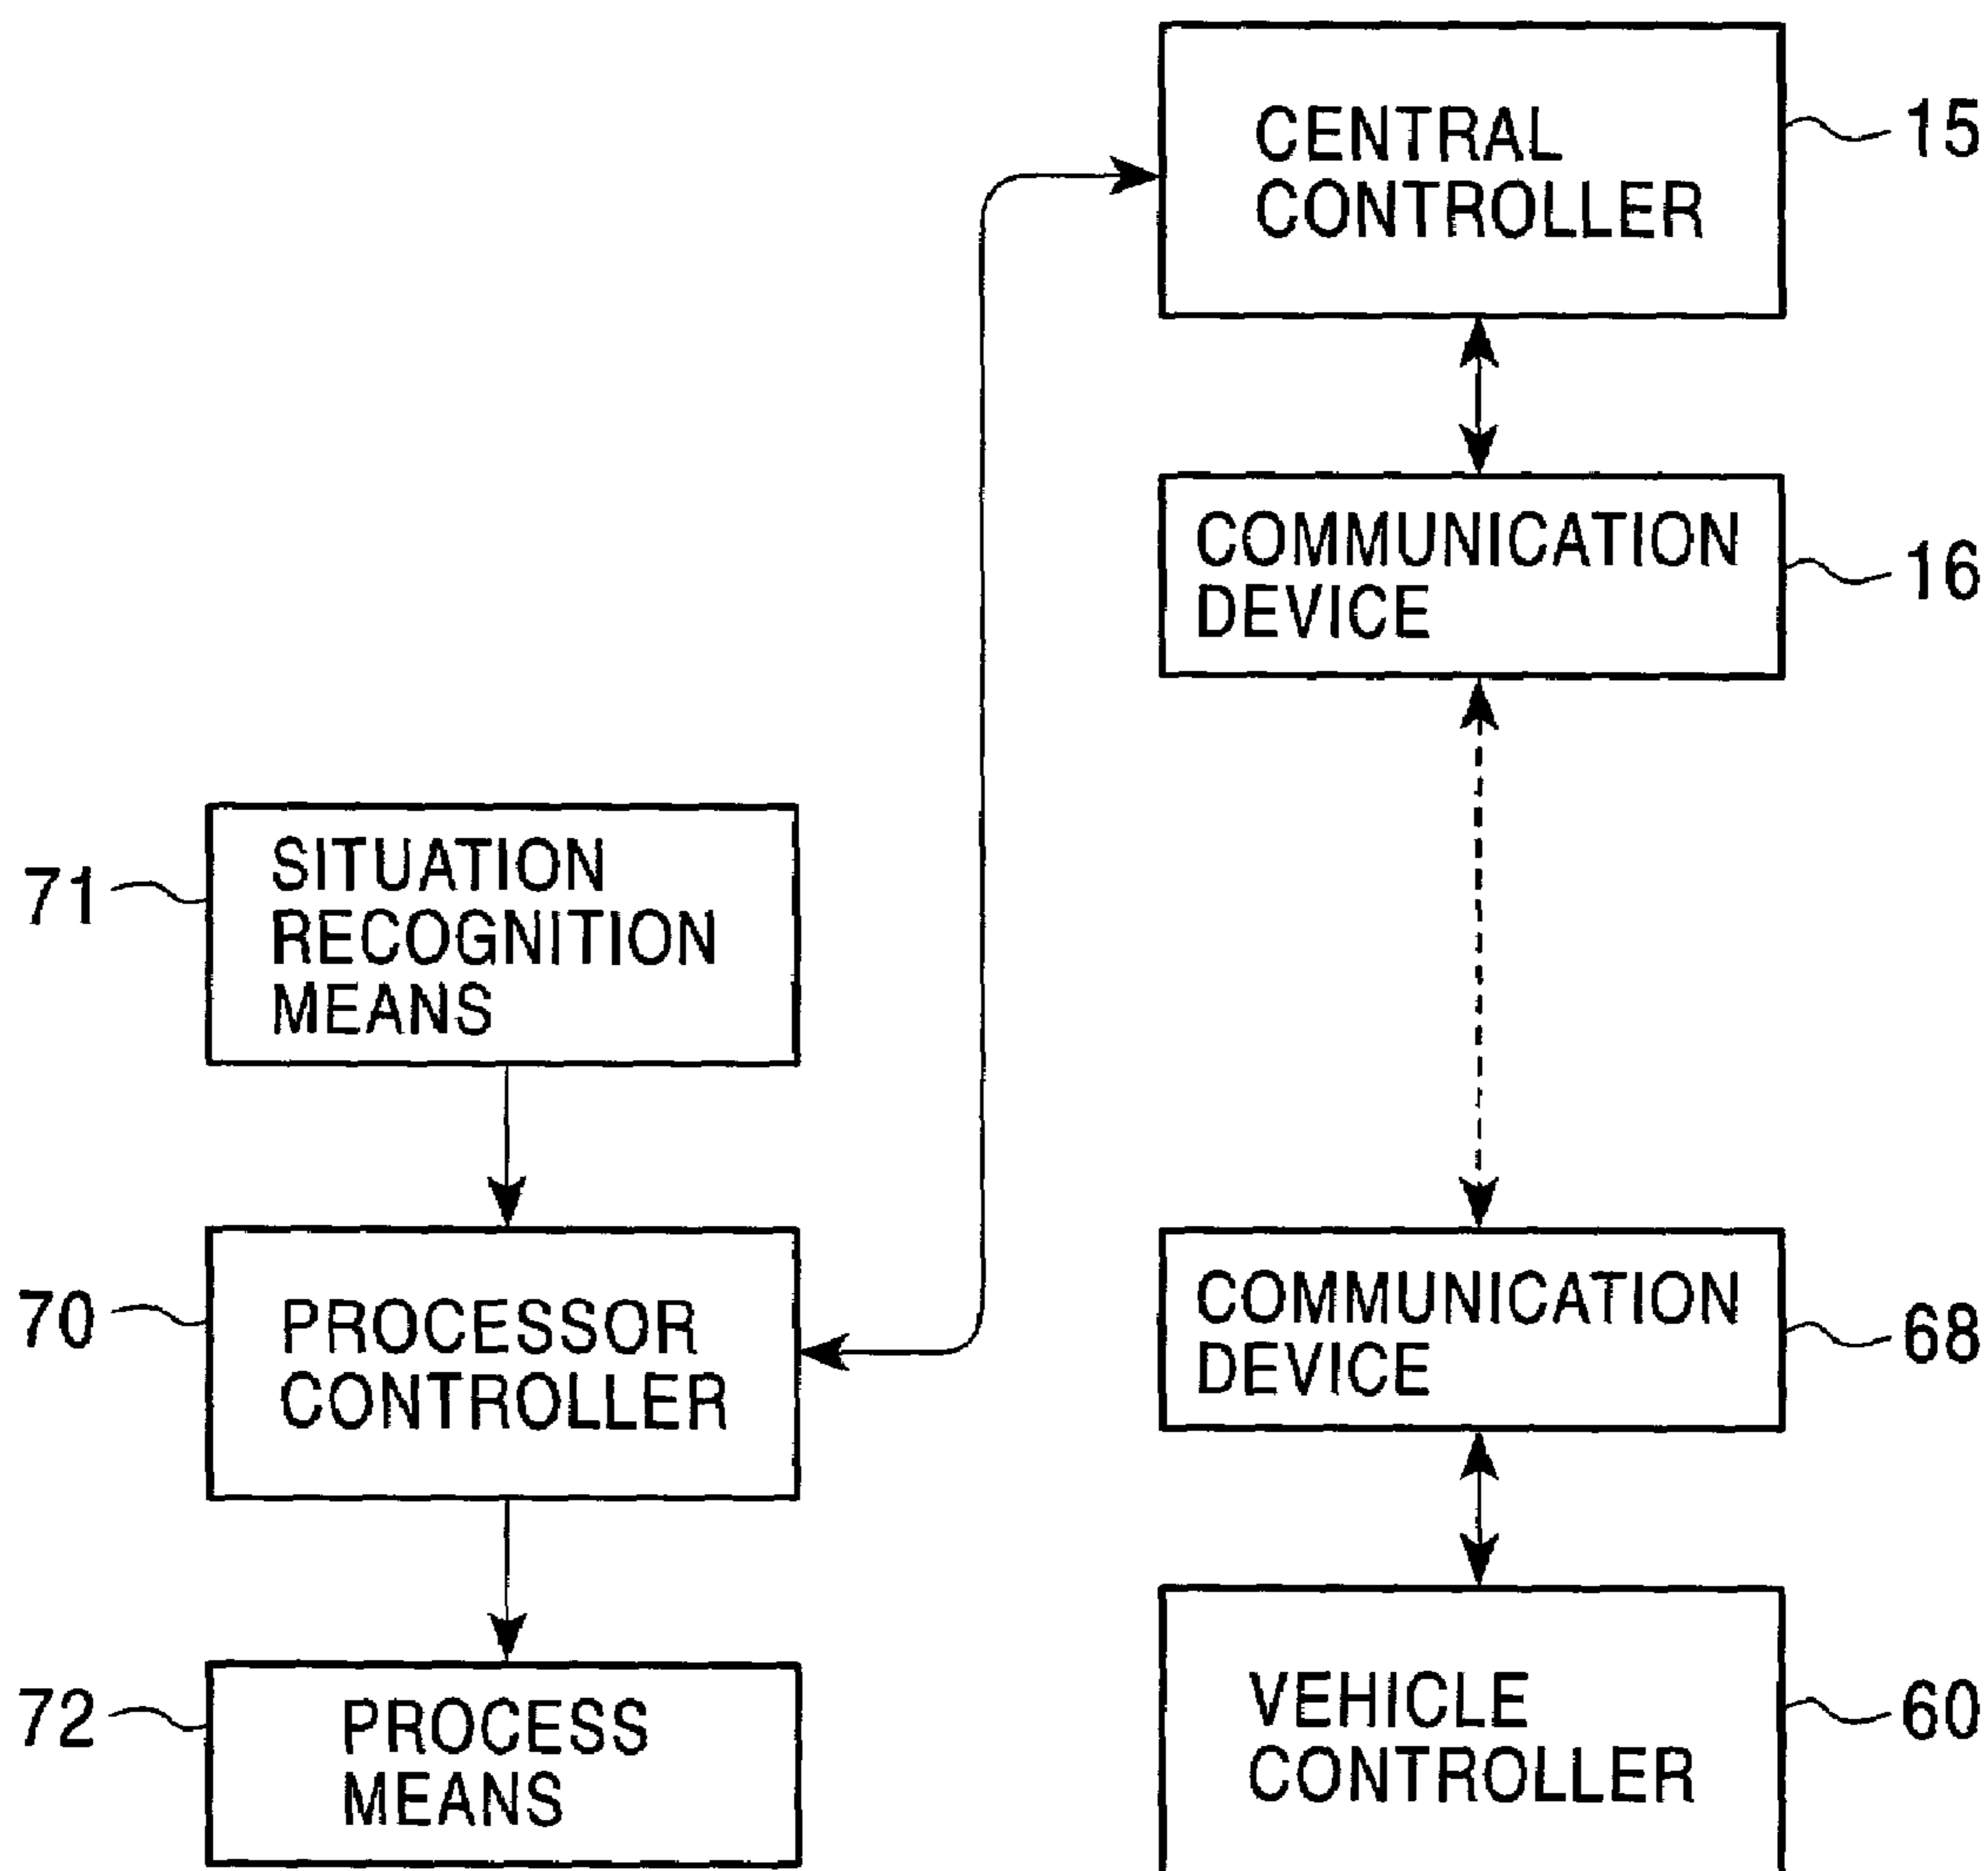 CENTRAL
CONTROLLER
15
COMMUNICATION
DEVICE
16
71
SITUATION
RECOGNITION
MEANS
70
PROCESSOR
CONTROLLER
COMMUNICATION
DEVICE
68
72
PROCESS
MEANS
VEHICLE
CONTROLLER
60